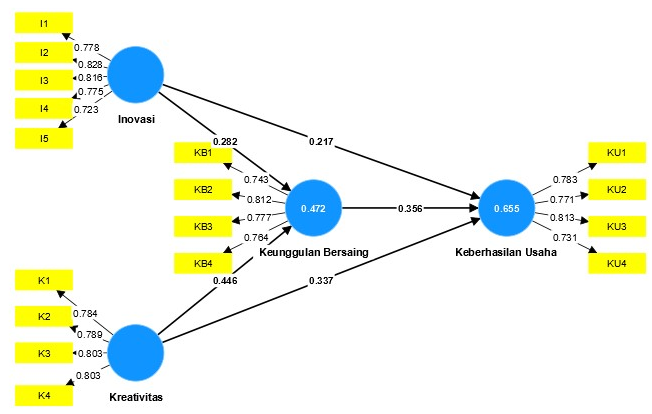 I1
I2
I3
I4
I5
0.778
0.828
0.816
0.775
0.723
Inovasi
0.282
0.217
KB1
KB2
KB3
KB4
0.743
0.812
0.777
0.764
0.472
Keunggulan Bersaing
0.356
0.655
Keberhasilan Usaha
0.783
0.771
0.813
0.731
KU1
KU2
KU3
KU4
0.446
0.337
K1
K2
K3
K4
0.784
0.789
0.803
0.803
Kreativitas